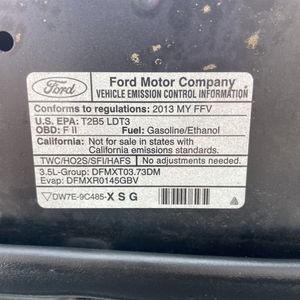 Ford
Ford Motor Company
VEHICLE EMISSION CONTROL INFORMATION
Conforms to regulations: 2013 MY FFV
U.S. EPA: T2B5 LDT3
OBD: F II Fuel: Gasoline/Ethanol
California: Not for sale in states with
California emission standards.
TWC/HO2S/SFI/HAFS No adjustments needed.
3.5L-Group: DFMXT03.73DM
Evap: DFMXR0145GBV
DW7E-9C485-XSG